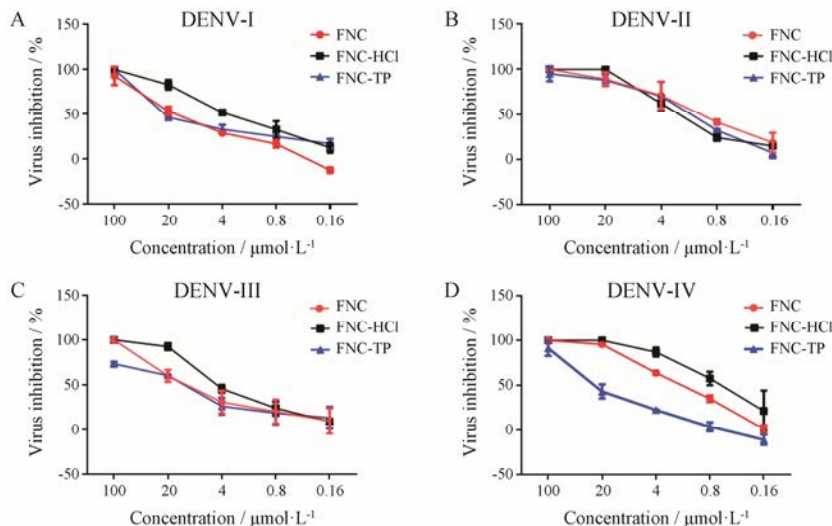 A
DENV-I
FNC
FNC-HCl
FNC-TP
Virus inhibition / %
150
100
50
0
-50
100 20 4 0.8 0.16
Concentration / μmol·L⁻¹
B
DENV-II
FNC
FNC-HCl
FNC-TP
Virus inhibition / %
150
100
50
0
-50
100 20 4 0.8 0.16
Concentration / μmol·L⁻¹
C
DENV-III
FNC
FNC-HCl
FNC-TP
Virus inhibition / %
150
100
50
0
-50
100 20 4 0.8 0.16
Concentration / μmol·L⁻¹
D
DENV-IV
FNC
FNC-HCl
FNC-TP
Virus inhibition / %
150
100
50
0
-50
100 20 4 0.8 0.16
Concentration / μmol·L⁻¹